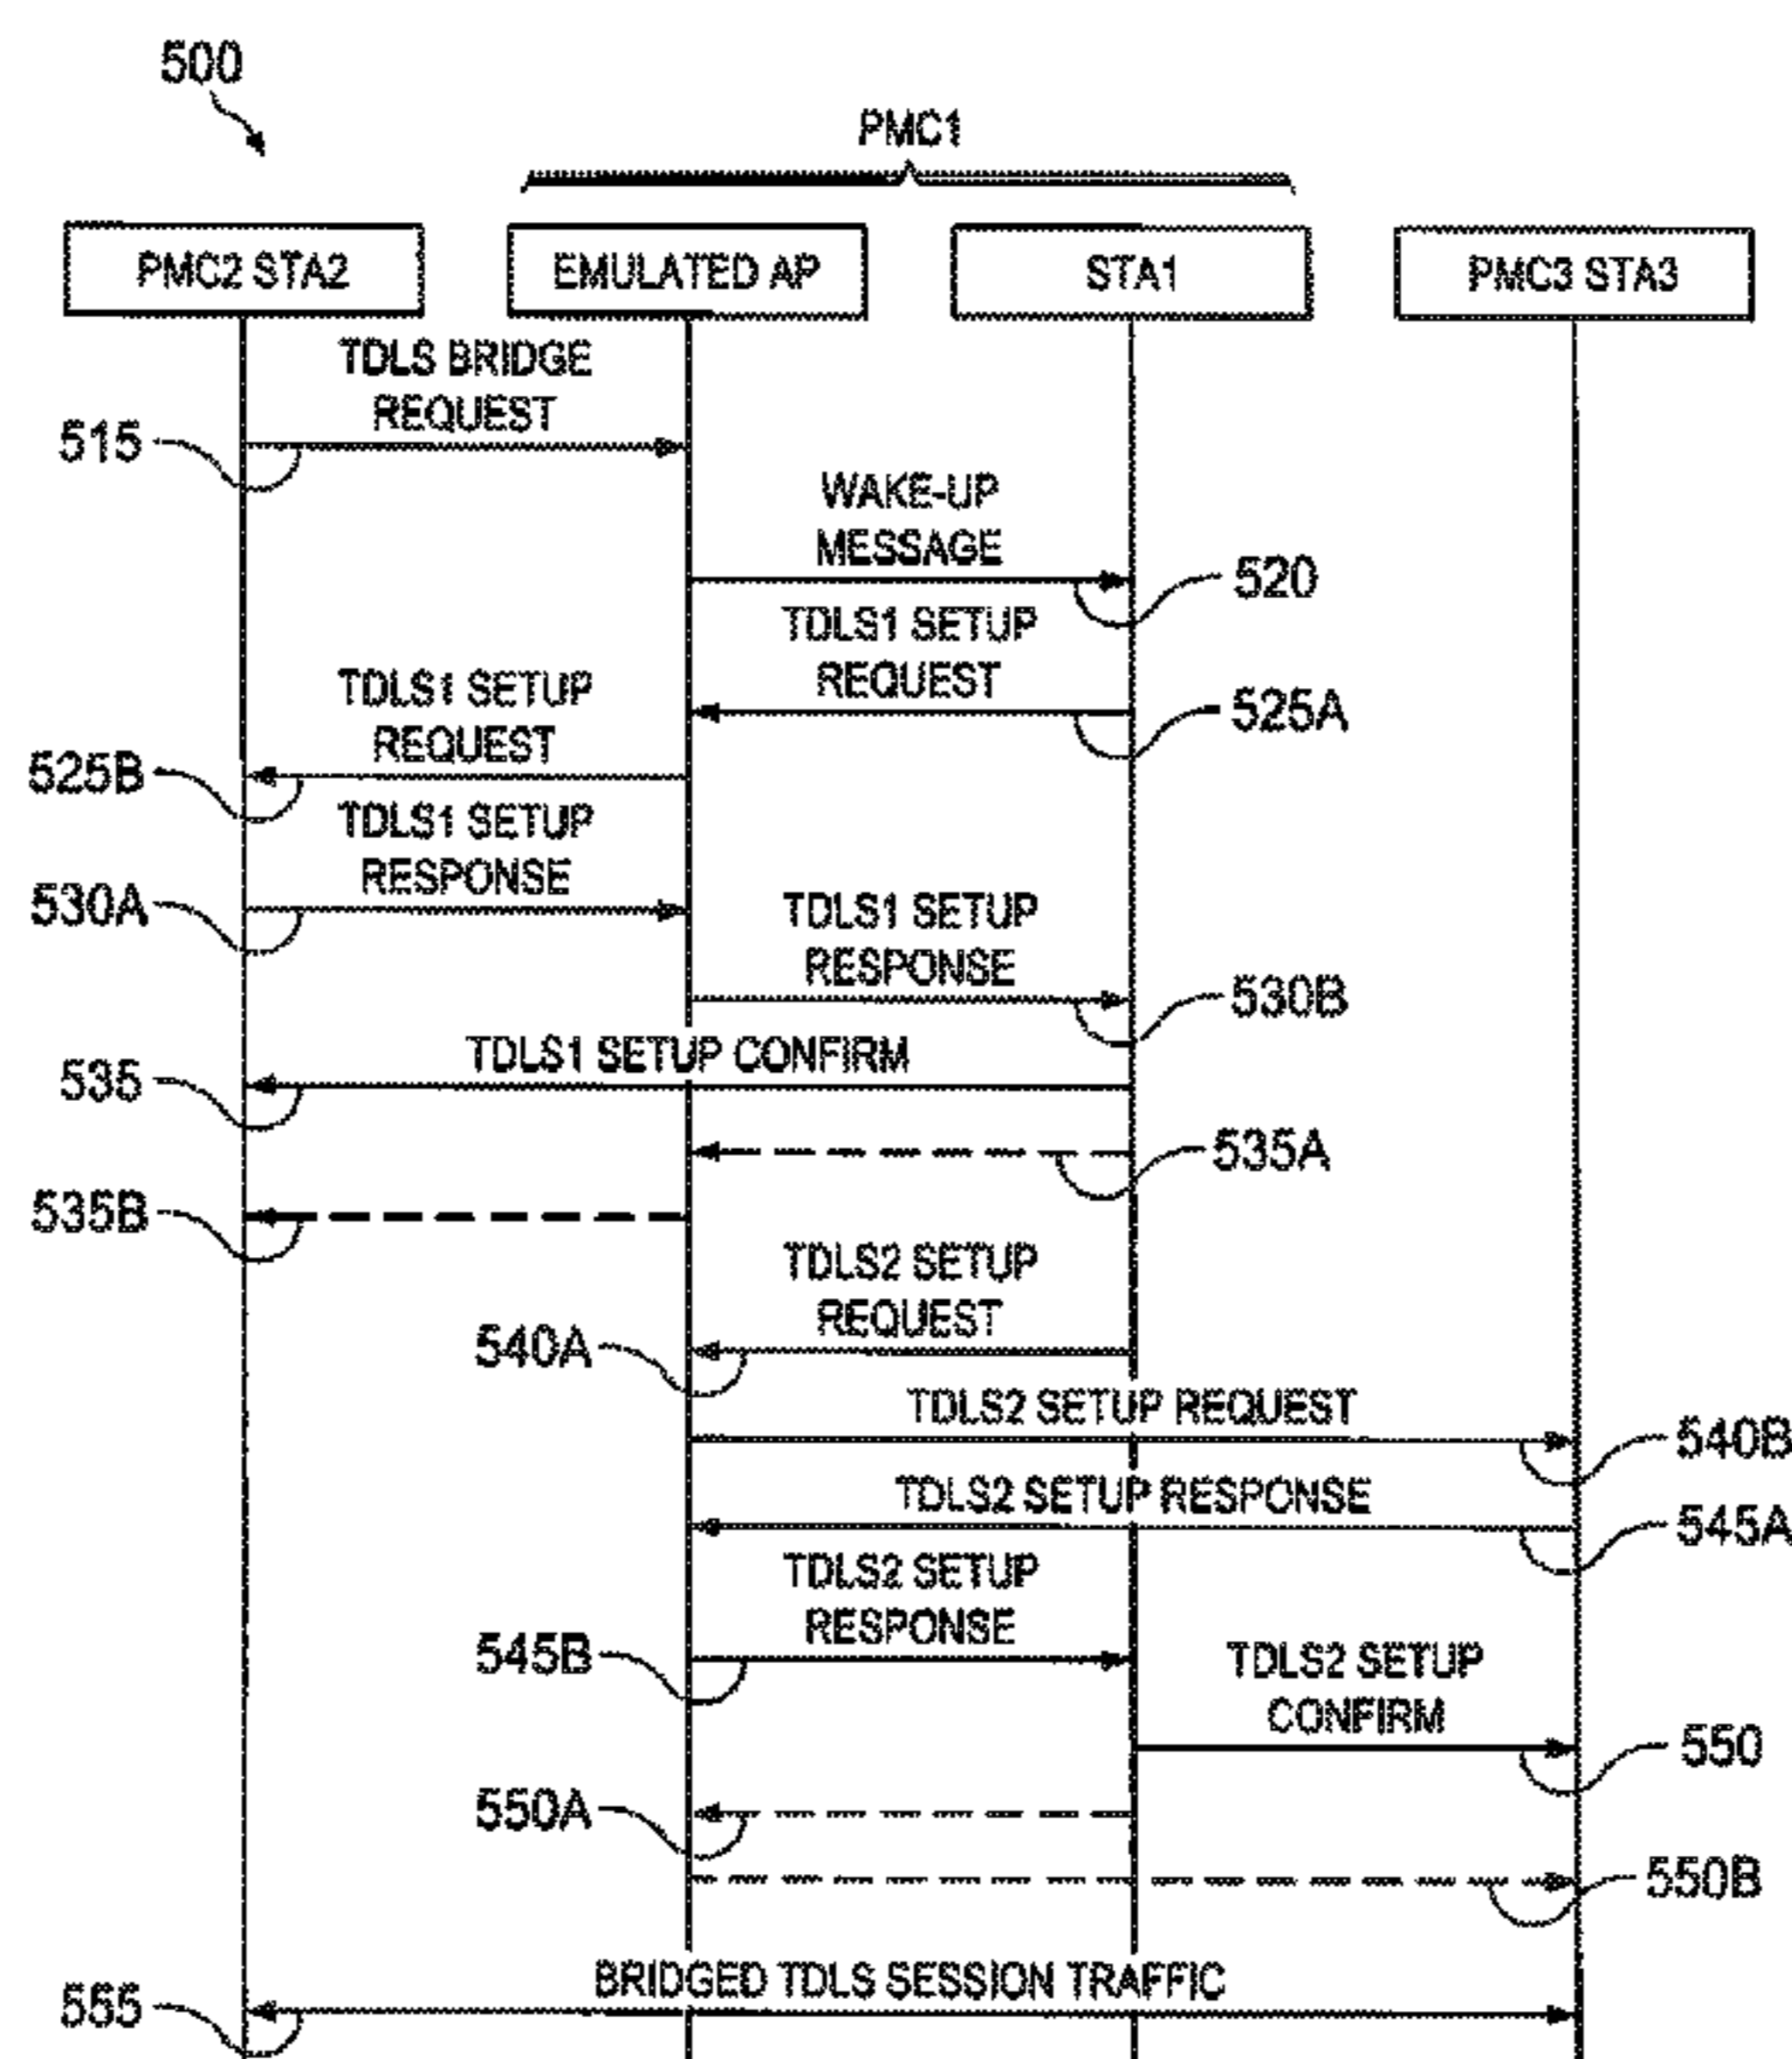 500
PMC1
PMC2 STA2
EMULATED AP
STA1
PMC3 STA3
TDLS BRIDGE
REQUEST
515
WAKE-UP
MESSAGE
520
TDLS1 SETUP
REQUEST
525A
TDLS1 SETUP
REQUEST
525B
TDLS1 SETUP
RESPONSE
530A
TDLS1 SETUP
RESPONSE
530B
TDLS1 SETUP CONFIRM
535
535A
535B
TDLS2 SETUP
REQUEST
540A
TDLS2 SETUP REQUEST
540B
TDLS2 SETUP RESPONSE
545A
TDLS2 SETUP
RESPONSE
545B
TDLS2 SETUP
CONFIRM
550
550A
550B
BRIDGED TDLS SESSION TRAFFIC
555